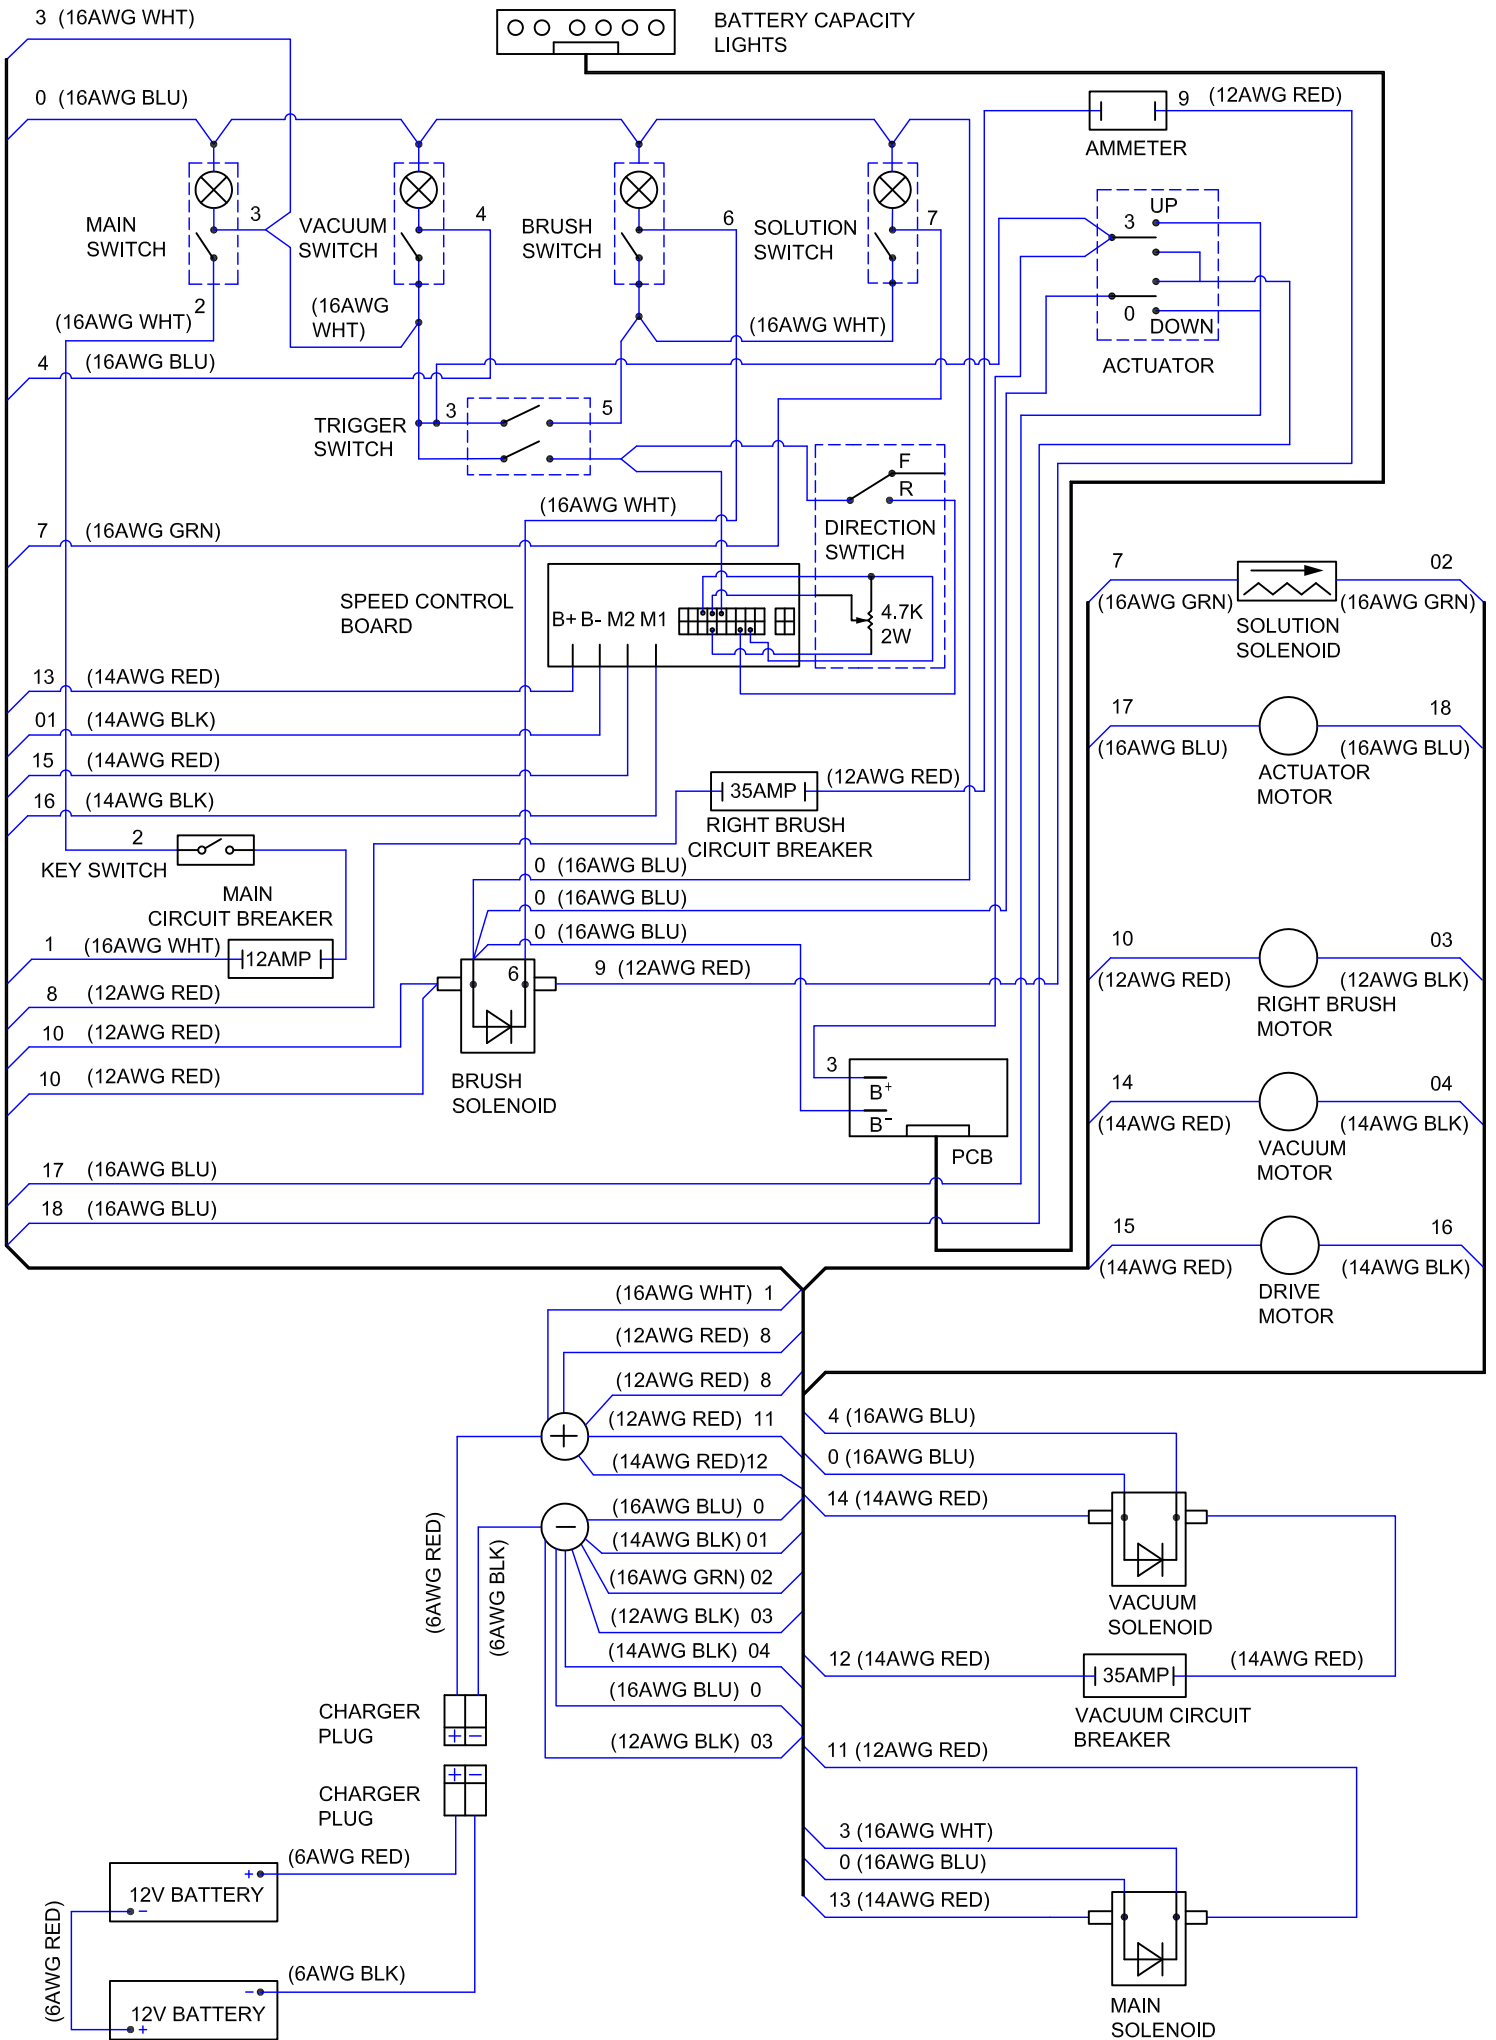 3 (16AWG WHT)
BATTERY CAPACITY
LIGHTS
0 (16AWG BLU)
9 (12AWG RED)
AMMETER
MAIN
SWITCH
3
VACUUM
SWITCH
4
BRUSH
SWITCH
6
SOLUTION
SWITCH
7
UP
3
0
DOWN
ACTUATOR
2
(16AWG WHT)
(16AWG
WHT)
(16AWG WHT)
4 (16AWG BLU)
TRIGGER
SWITCH
3
5
F
R
DIRECTION
SWTICH
(16AWG WHT)
7 (16AWG GRN)
SPEED CONTROL
BOARD
B+ B- M2 M1
4.7K
2W
7
(16AWG GRN)
02
(16AWG GRN)
SOLUTION
SOLENOID
13 (14AWG RED)
01 (14AWG BLK)
15 (14AWG RED)
16 (14AWG BLK)
17
(16AWG BLU)
18
(16AWG BLU)
ACTUATOR
MOTOR
35AMP
(12AWG RED)
RIGHT BRUSH
CIRCUIT BREAKER
2
KEY SWITCH
MAIN
CIRCUIT BREAKER
0 (16AWG BLU)
0 (16AWG BLU)
0 (16AWG BLU)
1 (16AWG WHT)
12AMP
6
9 (12AWG RED)
8 (12AWG RED)
10 (12AWG RED)
10 (12AWG RED)
BRUSH
SOLENOID
10
(12AWG RED)
03
(12AWG BLK)
RIGHT BRUSH
MOTOR
3
B+
B-
PCB
14
(14AWG RED)
04
(14AWG BLK)
VACUUM
MOTOR
17 (16AWG BLU)
18 (16AWG BLU)
15
(14AWG RED)
16
(14AWG BLK)
DRIVE
MOTOR
(16AWG WHT) 1
(12AWG RED) 8
(12AWG RED) 8
(12AWG RED) 11
(14AWG RED)12
+
(16AWG BLU) 0
(14AWG BLK) 01
(16AWG GRN) 02
(12AWG BLK) 03
(14AWG BLK) 04
(16AWG BLU) 0
(12AWG BLK) 03
−
(6AWG RED)
(6AWG BLK)
4 (16AWG BLU)
0 (16AWG BLU)
14 (14AWG RED)
VACUUM
SOLENOID
12 (14AWG RED)
35AMP
(14AWG RED)
VACUUM CIRCUIT
BREAKER
11 (12AWG RED)
3 (16AWG WHT)
0 (16AWG BLU)
13 (14AWG RED)
MAIN
SOLENOID
CHARGER
PLUG
+ −
+ −
CHARGER
PLUG
(6AWG RED)
+
12V BATTERY
−
(6AWG RED)
(6AWG BLK)
−
12V BATTERY
+